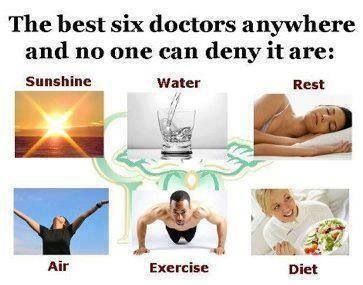 The best six doctors anywhere
and no one can deny it are:
Sunshine Water Rest
Air Exercise Diet